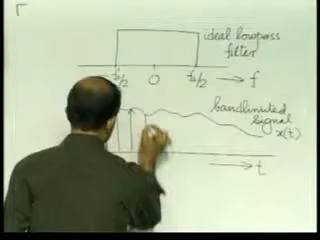 ideal lowpass
filter
fs/2 0 fs/2 → f
bandlimited
signal
x(t)
→ t